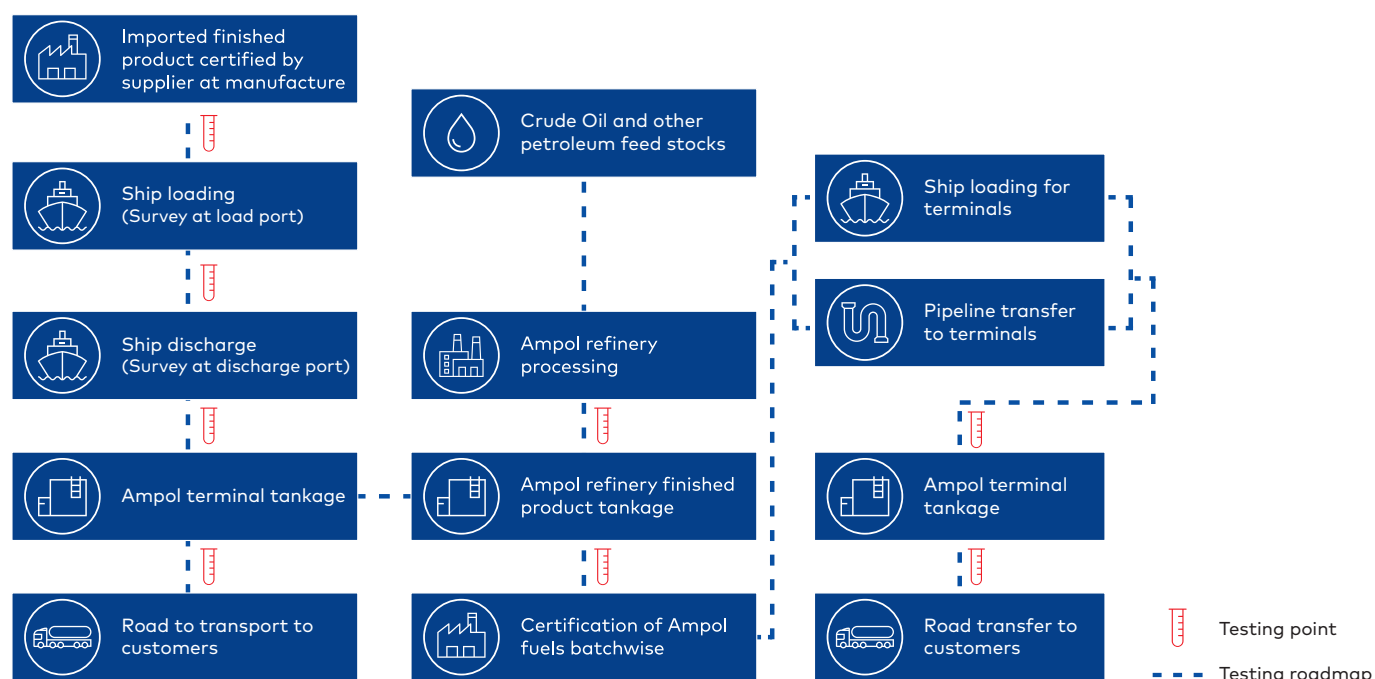 Imported finished
product certified by
supplier at manufacture
Ship loading
(Survey at load port)
Ship discharge
(Survey at discharge port)
Ampol terminal tankage
Road to transport to
customers
Crude Oil and other
petroleum feed stocks
Ampol refinery
processing
Ampol refinery finished
product tankage
Certification of Ampol
fuels batchwise
Ship loading for
terminals
Pipeline transfer
to terminals
Ampol terminal
tankage
Road transfer to
customers
Testing point
Testing roadmap